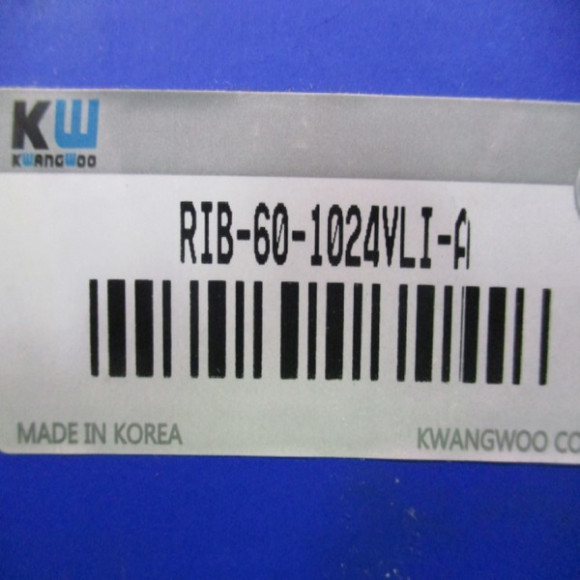 KW
KWANGWOO
RIB-60-1024VLI-A
MADE IN KOREA
KWANGWOO CO